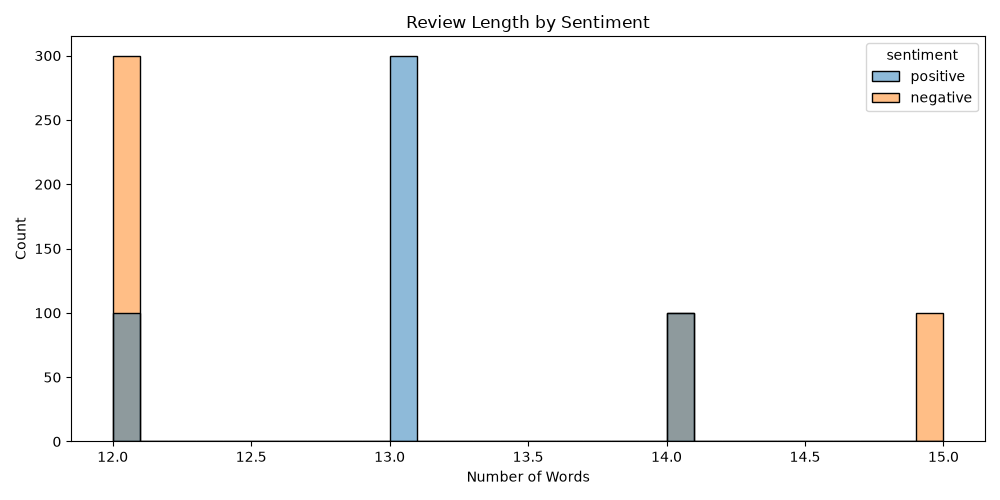 Review Length by Sentiment
sentiment
positive
negative
300
250
200
150
100
50
0
Count
12.0 12.5 13.0 13.5 14.0 14.5 15.0
Number of Words